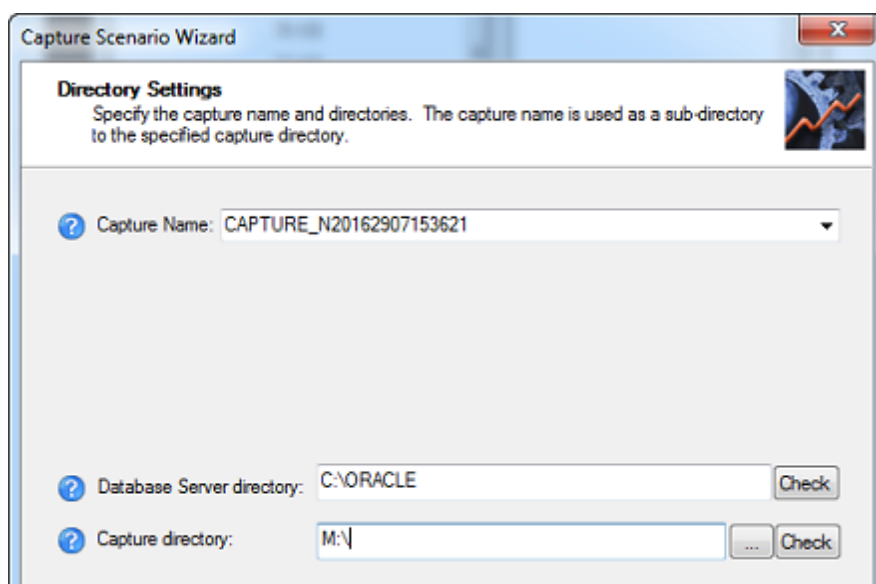 Capture Scenario Wizard
Directory Settings
Specify the capture name and directories. The capture name is used as a sub-directory
to the specified capture directory.
Capture Name: CAPTURE_N20162907153621
Database Server directory: C:\ORACLE Check
Capture directory: M:\ ... Check